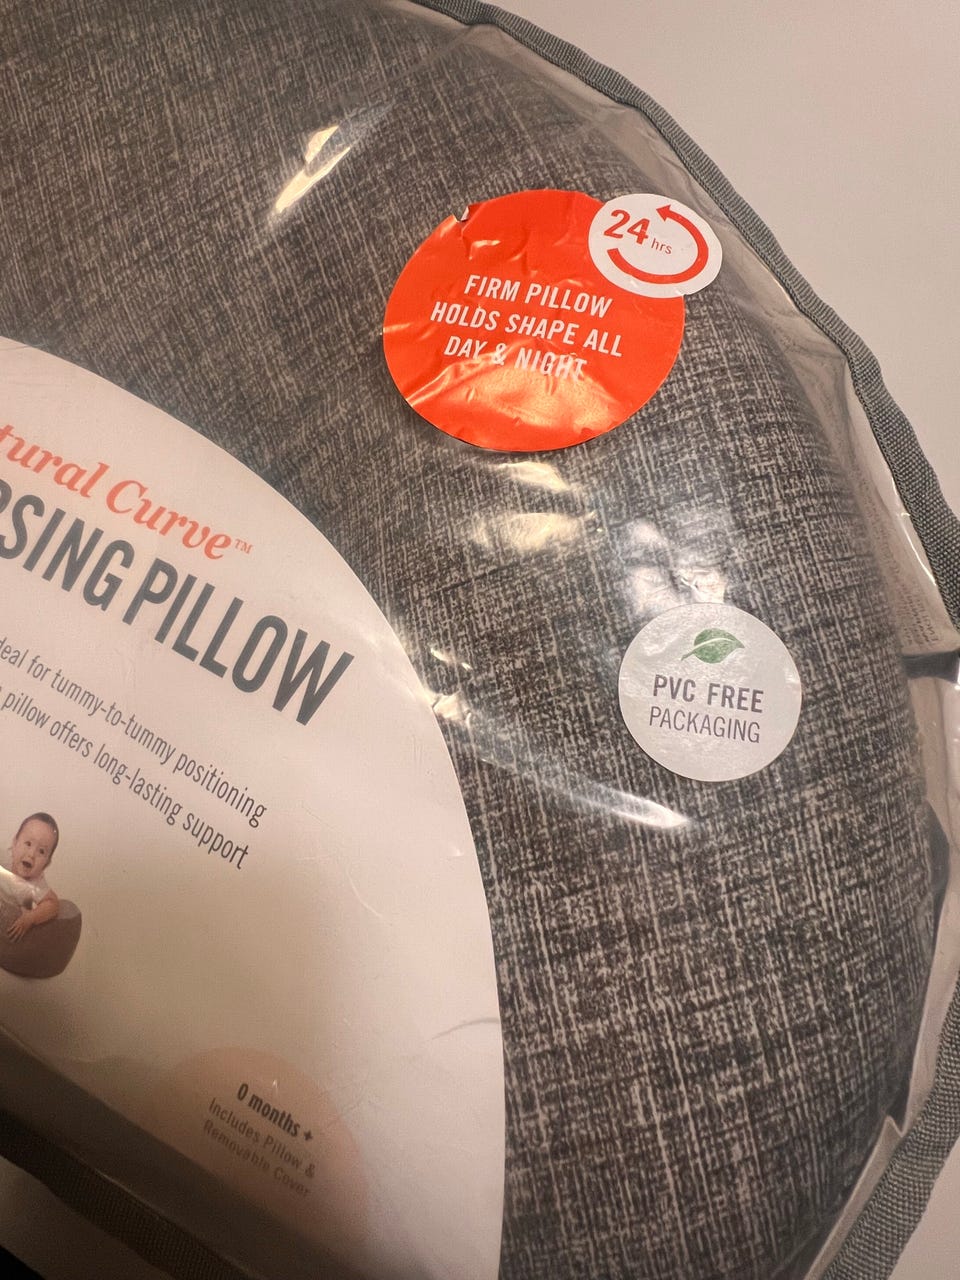 24 hrs
FIRM PILLOW
HOLDS SHAPE ALL
DAY & NIGHT
tural Curve™
RSING PILLOW
deal for tummy-to-tummy positioning
pillow offers long-lasting support
PVC FREE
PACKAGING
0 months +
Includes Pillow &
Removable Cover